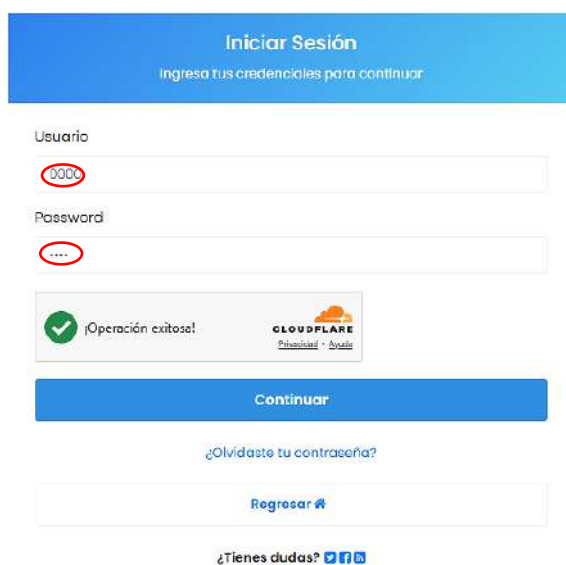 Iniciar Sesión
Ingresa tus credenciales para continuar
Usuario
0000
Password
....
¡Operación exitosa!
CLOUDFLARE
Privacidad · Ayuda
Continuar
¿Olvidaste tu contraseña?
Regresar
¿Tienes dudas?